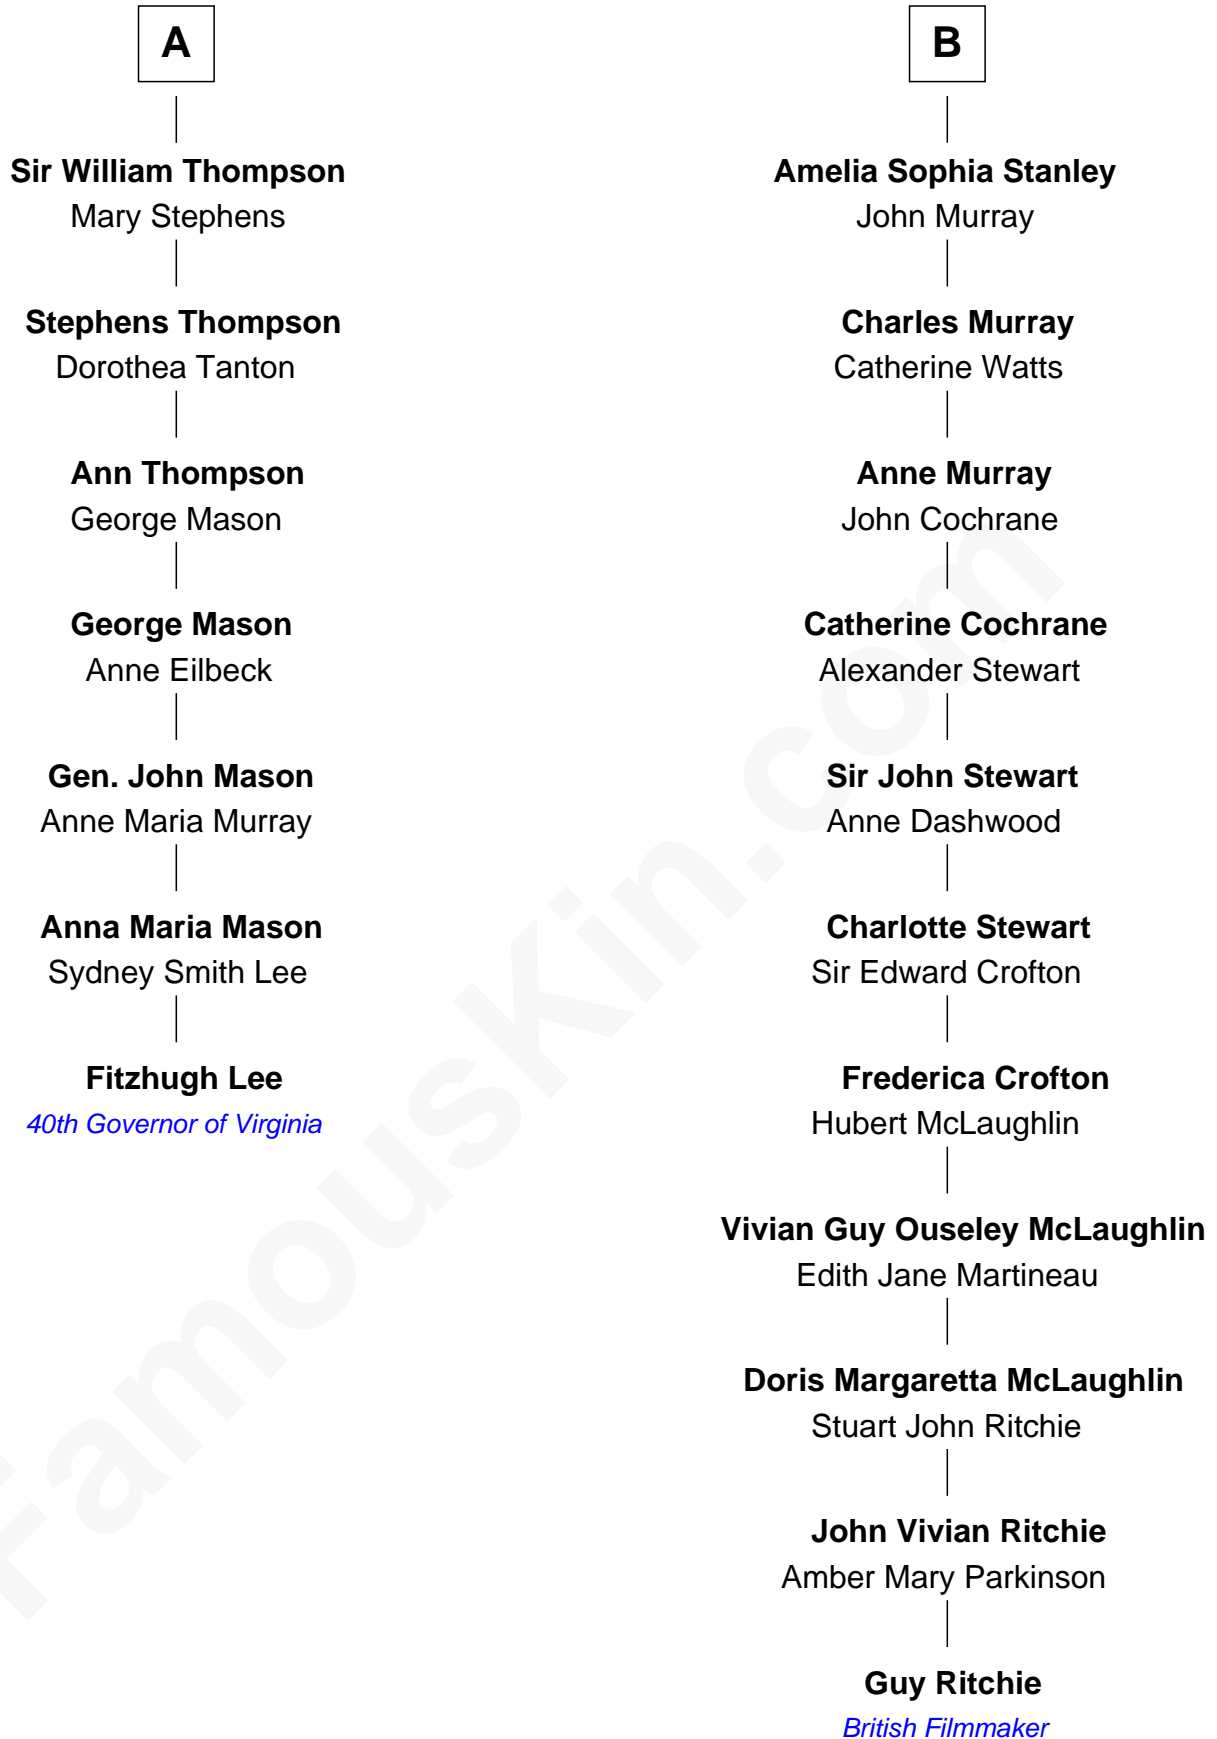 A
Sir William Thompson
Mary Stephens
Stephens Thompson
Dorothea Tanton
Ann Thompson
George Mason
George Mason
Anne Eilbeck
Gen. John Mason
Anne Maria Murray
Anna Maria Mason
Sydney Smith Lee
Fitzhugh Lee
40th Governor of Virginia
B
Amelia Sophia Stanley
John Murray
Charles Murray
Catherine Watts
Anne Murray
John Cochrane
Catherine Cochrane
Alexander Stewart
Sir John Stewart
Anne Dashwood
Charlotte Stewart
Sir Edward Crofton
Frederica Crofton
Hubert McLaughlin
Vivian Guy Ouseley McLaughlin
Edith Jane Martineau
Doris Margaretta McLaughlin
Stuart John Ritchie
John Vivian Ritchie
Amber Mary Parkinson
Guy Ritchie
British Filmmaker
FamousKin.com